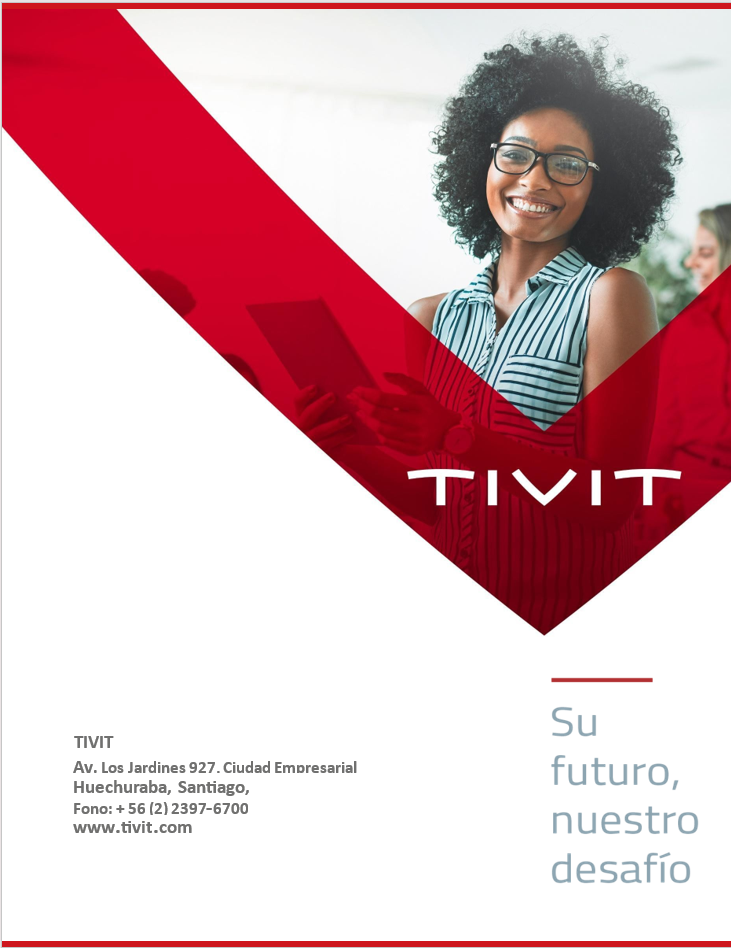 TIVIT
Su
futuro,
nuestro
desafío
TIVIT
Av. Los Jardines 927. Ciudad Empresarial
Huechuraba, Santiago,
Fono: + 56 (2) 2397-6700
www.tivit.com